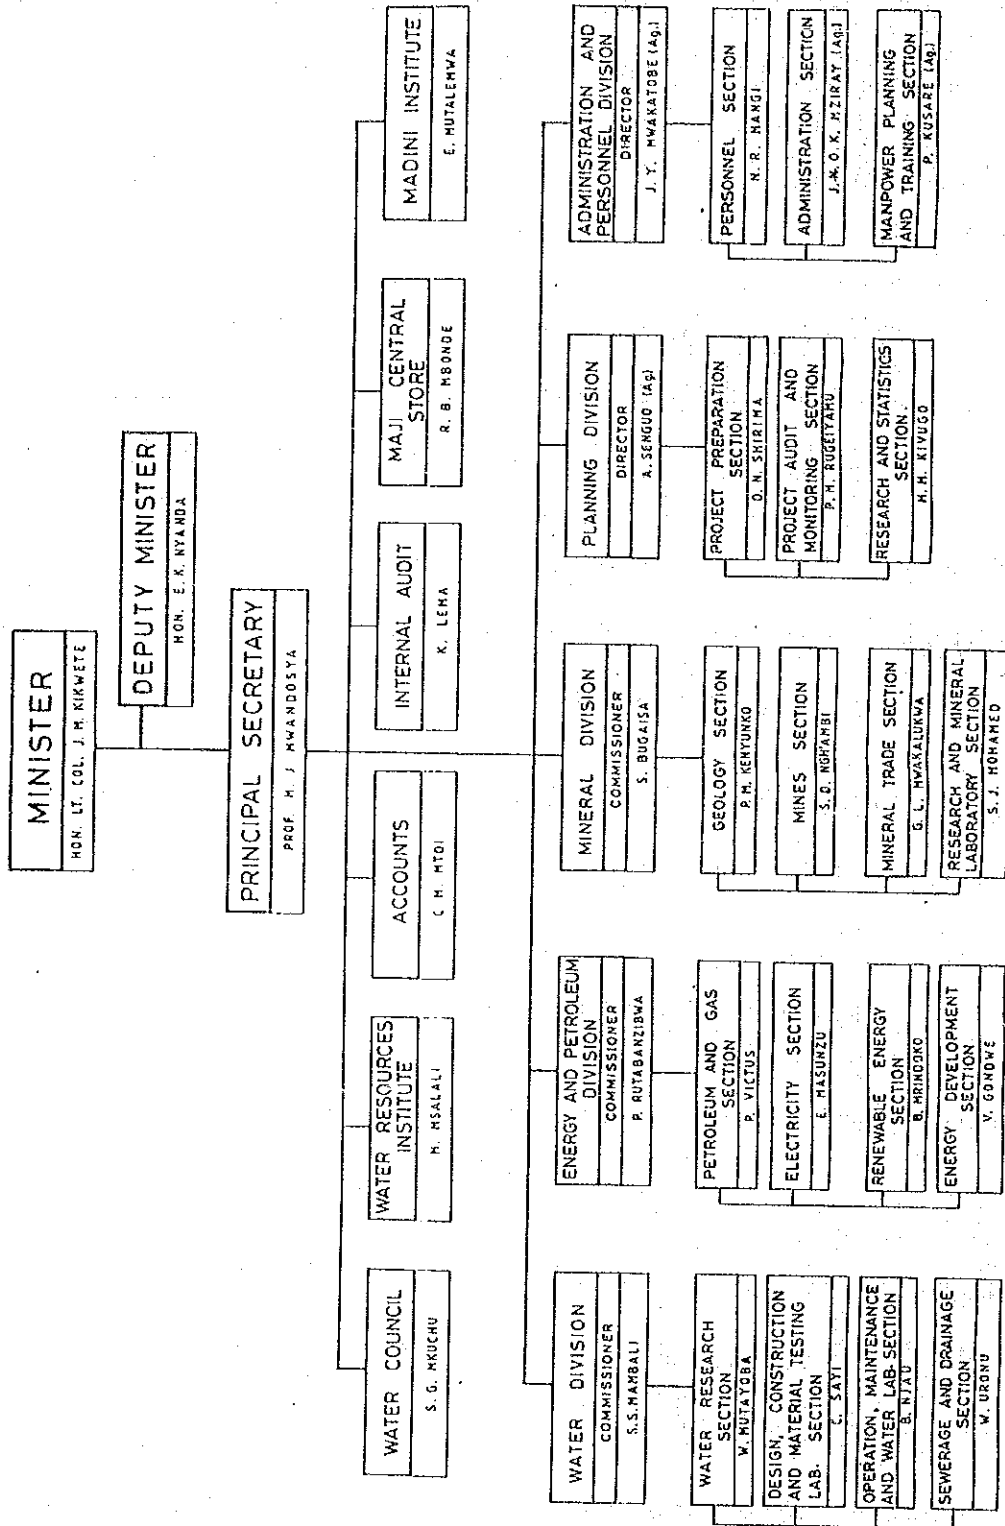 MINISTER
HON. LT. COL. J. M. KIKWETE
DEPUTY MINISTER
HON. E. K. NYANDA
PRINCIPAL SECRETARY
PROF. M. J MWANDOSYA
WATER COUNCIL
S. G. MKUCHU
WATER RESOURCES
INSTITUTE
M. MSALALI
ACCOUNTS
C M. MTOI
INTERNAL AUDIT
K. LEMA
MAJI CENTRAL
STORE
R. B. MBONDE
MADINI INSTITUTE
E. MUTALEMWA
WATER DIVISION
COMMISSIONER
S.S. MAMBALI
WATER RESEARCH
SECTION
W. MUTAYOBA
DESIGN, CONSTRUCTION
AND MATERIAL TESTING
LAB. SECTION
C. SAYI
OPERATION, MAINTENANCE
AND WATER LAB-SECTION
B. NJAU
SEWERAGE AND DRAINAGE
SECTION
W. URONU
ENERGY AND PETROLEUM
DIVISION
COMMISSIONER
P. RUTABANZIBWA
PETROLEUM AND GAS
SECTION
P. VICTUS
ELECTRICITY SECTION
E. MASUNZU
RENEWABLE ENERGY
SECTION
B. MRINDOKO
ENERGY DEVELOPMENT
SECTION
V. GONDWE
MINERAL DIVISION
COMMISSIONER
S. BUGAISA
GEOLOGY SECTION
P. M. KENYUNKO
MINES SECTION
S. D. NGHAMBI
MINERAL TRADE SECTION
G. L. MWAKALUKWA
RESEARCH AND MINERAL
LABORATORY SECTION
S. J. MOHAMED
PLANNING DIVISION
DIRECTOR
A. SENGUO (Ag.)
PROJECT PREPARATION
SECTION
O. N. SHIRIMA
PROJECT AUDIT AND
MONITORING SECTION
P. M. RUGEIYAMU
RESEARCH AND STATISTICS
SECTION.
H. M. KIVUGO
ADMINISTRATION AND
PERSONNEL DIVISION
DIRECTOR
J. Y. MWAKATOBE (Ag.)
PERSONNEL SECTION
N. R. MANGI
ADMINISTRATION SECTION
J. M. O. K. MZIRAY (Ag.)
MANPOWER PLANNING
AND TRAINING SECTION
P. KUSARE (Ag.)